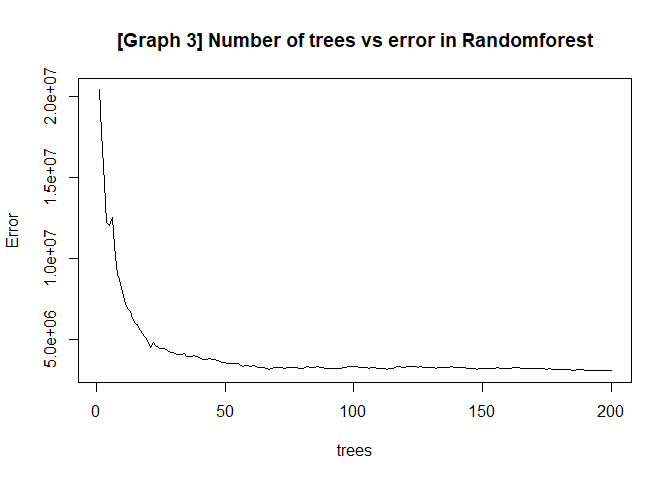 [Graph 3] Number of trees vs error in Randomforest
2.0e+07
1.5e+07
1.0e+07
5.0e+06
Error
0
50
100
150
200
trees